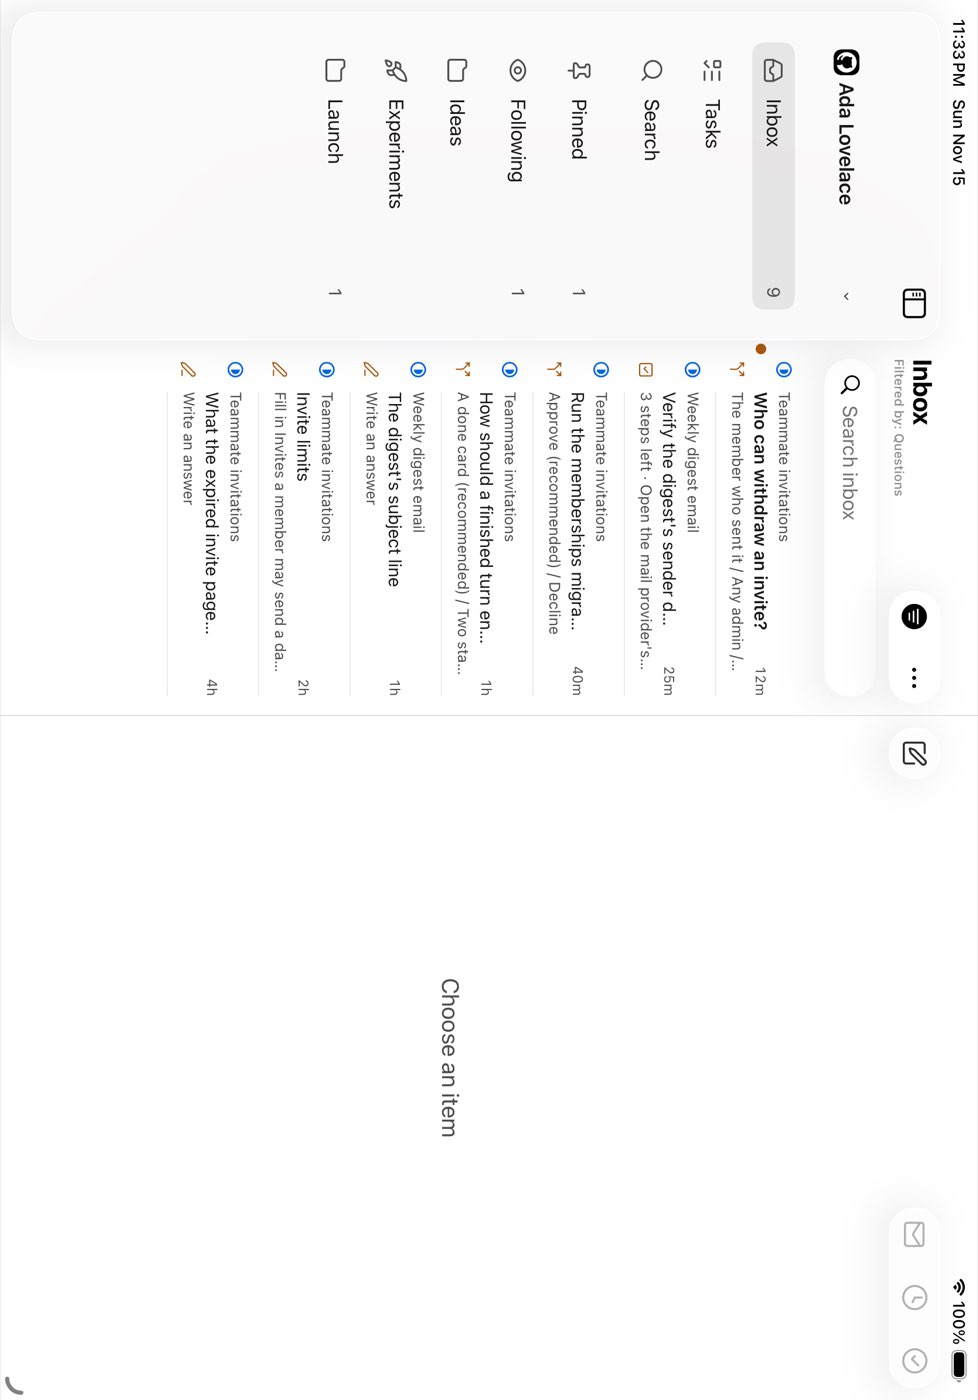 11:33 PM Sun Nov 15
100%
Ada Lovelace
Inbox 9
Tasks
Search
Pinned 1
Following 1
Ideas
Experiments
Launch 1
Inbox
Filtered by: Questions
Search inbox
Teammate invitations
Who can withdraw an invite? 12m
The member who sent it / Any admin /...
Weekly digest email
Verify the digest's sender d... 25m
3 steps left · Open the mail provider's...
Teammate invitations
Run the memberships migra... 40m
Approve (recommended) / Decline
Teammate invitations
How should a finished turn en... 1h
A done card (recommended) / Two sta...
Weekly digest email
The digest's subject line 1h
Write an answer
Teammate invitations
Invite limits 2h
Fill in Invites a member may send a da...
Teammate invitations
What the expired invite page... 4h
Write an answer
Choose an item